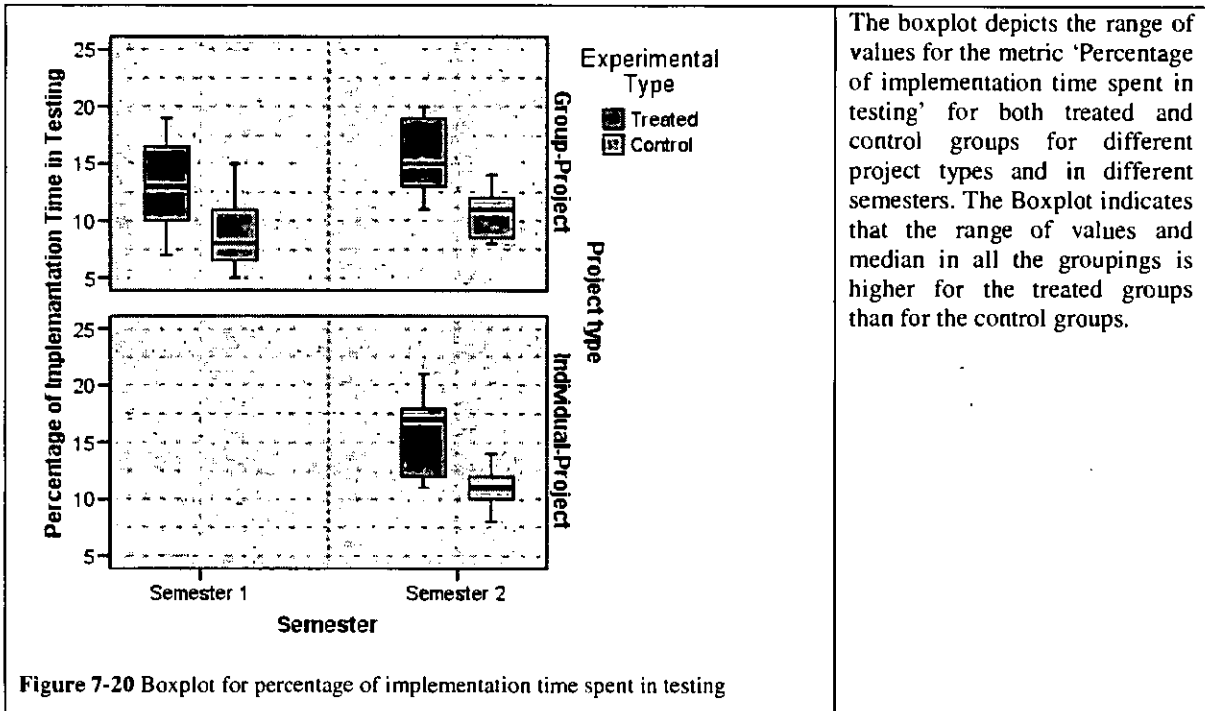 Percentage of Implemantation Time in Testing
25
20
15
10
5
25
20
15
10
5
Group-Project
Individual-Project
Project type
Semester 1
Semester 2
Semester
Experimental
Type
Treated
Control
Figure 7-20 Boxplot for percentage of implementation time spent in testing
The boxplot depicts the range of
values for the metric ‘Percentage
of implementation time spent in
testing’ for both treated and
control groups for different
project types and in different
semesters. The Boxplot indicates
that the range of values and
median in all the groupings is
higher for the treated groups
than for the control groups.